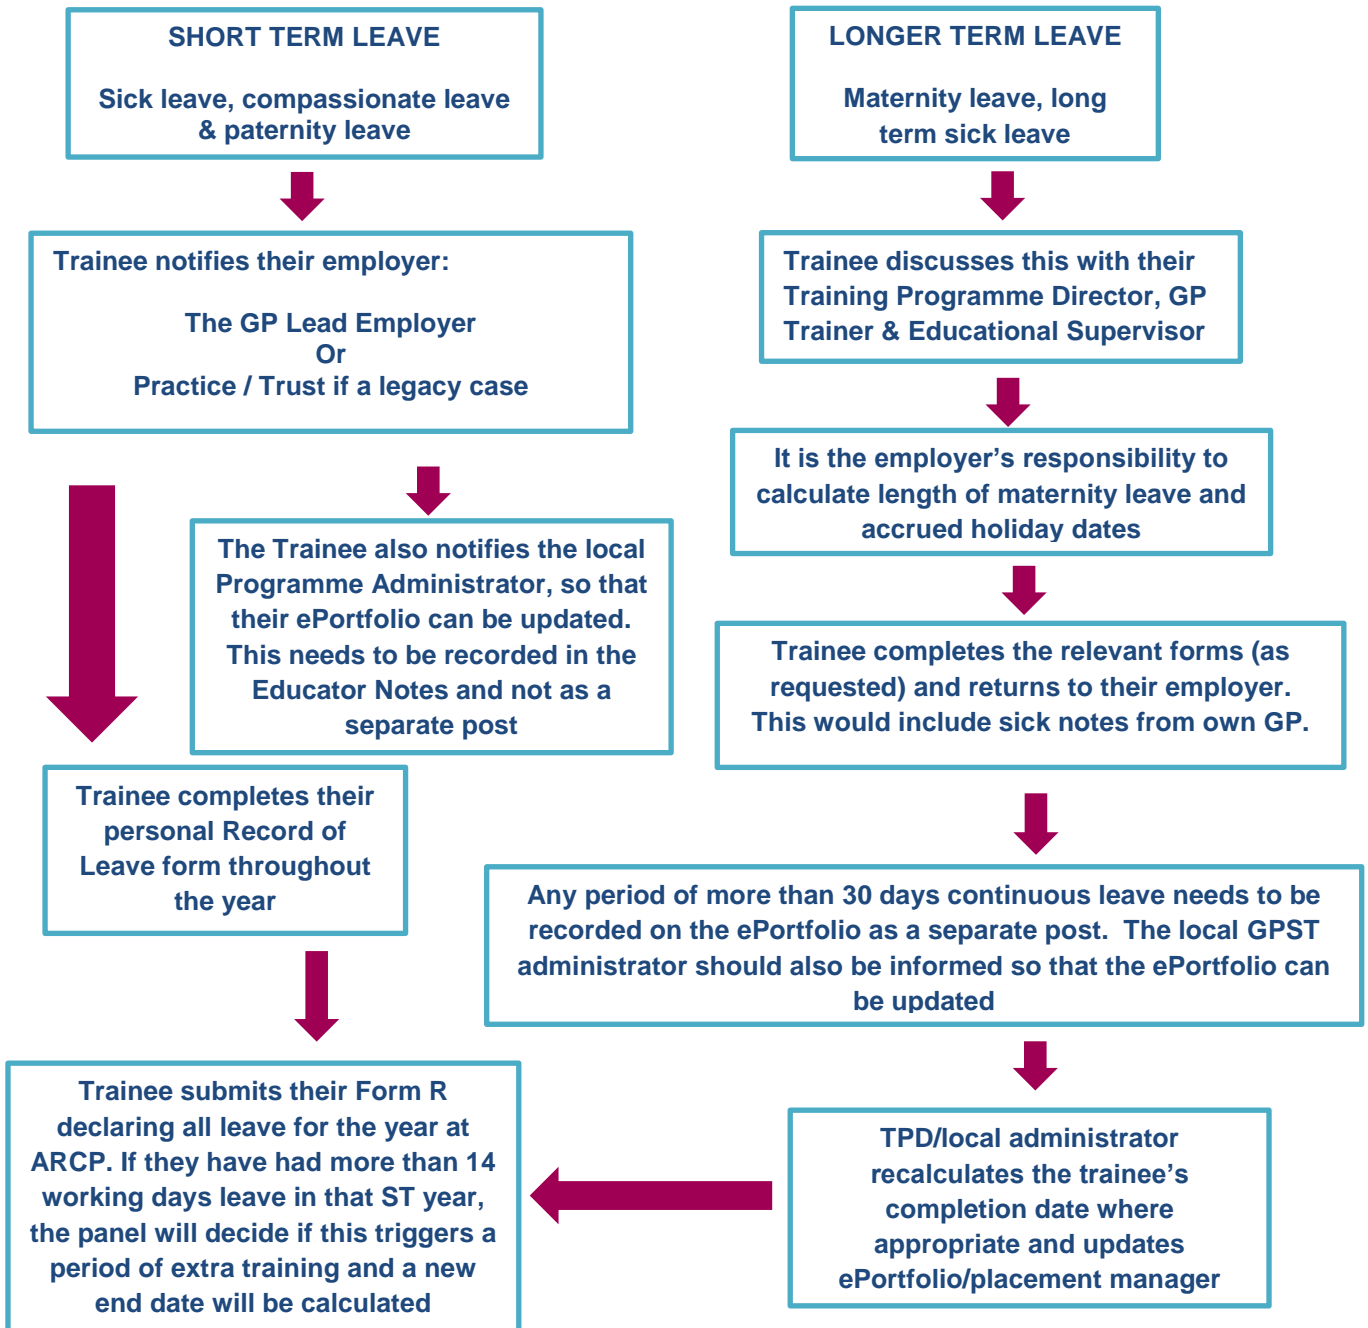 SHORT TERM LEAVE
Sick leave, compassionate leave
& paternity leave
Trainee notifies their employer:
The GP Lead Employer
Or
Practice / Trust if a legacy case
The Trainee also notifies the local
Programme Administrator, so that
their ePortfolio can be updated.
This needs to be recorded in the
Educator Notes and not as a
separate post
Trainee completes their
personal Record of
Leave form throughout
the year
Trainee submits their Form R
declaring all leave for the year at
ARCP. If they have had more than 14
working days leave in that ST year,
the panel will decide if this triggers a
period of extra training and a new
end date will be calculated
LONGER TERM LEAVE
Maternity leave, long
term sick leave
Trainee discusses this with their
Training Programme Director, GP
Trainer & Educational Supervisor
It is the employer’s responsibility to
calculate length of maternity leave and
accrued holiday dates
Trainee completes the relevant forms (as
requested) and returns to their employer.
This would include sick notes from own GP.
Any period of more than 30 days continuous leave needs to be
recorded on the ePortfolio as a separate post.  The local GPST
administrator should also be informed so that the ePortfolio can
be updated
TPD/local administrator
recalculates the trainee’s
completion date where
appropriate and updates
ePortfolio/placement manager